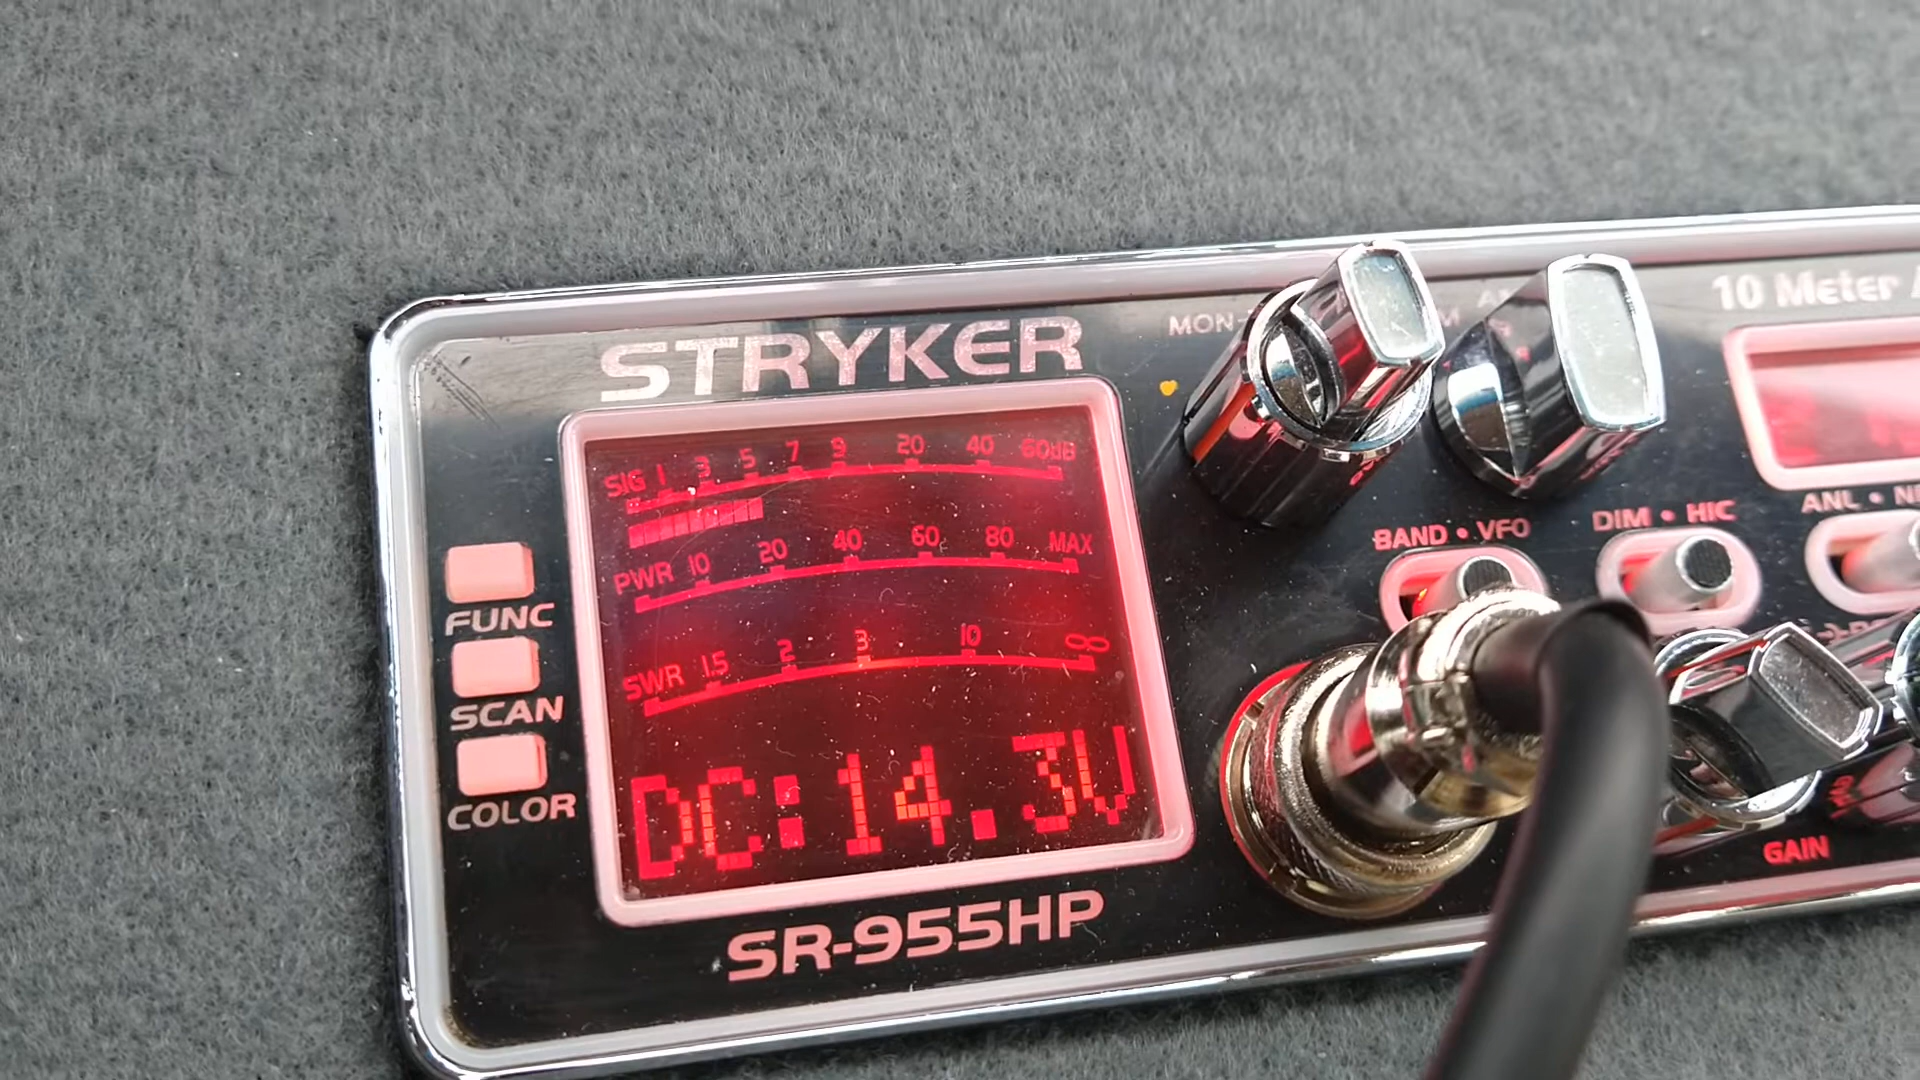 STRYKER
10 Meter
MON
SIG 1 3 5 7 9 20 40 60dB
PWR 10 20 40 60 80 MAX
SWR 1.5 2 3 10 ∞
DC:14.3V
FUNC
SCAN
COLOR
BAND • VFO
DIM • HIC
ANL •
GAIN
SR-955HP